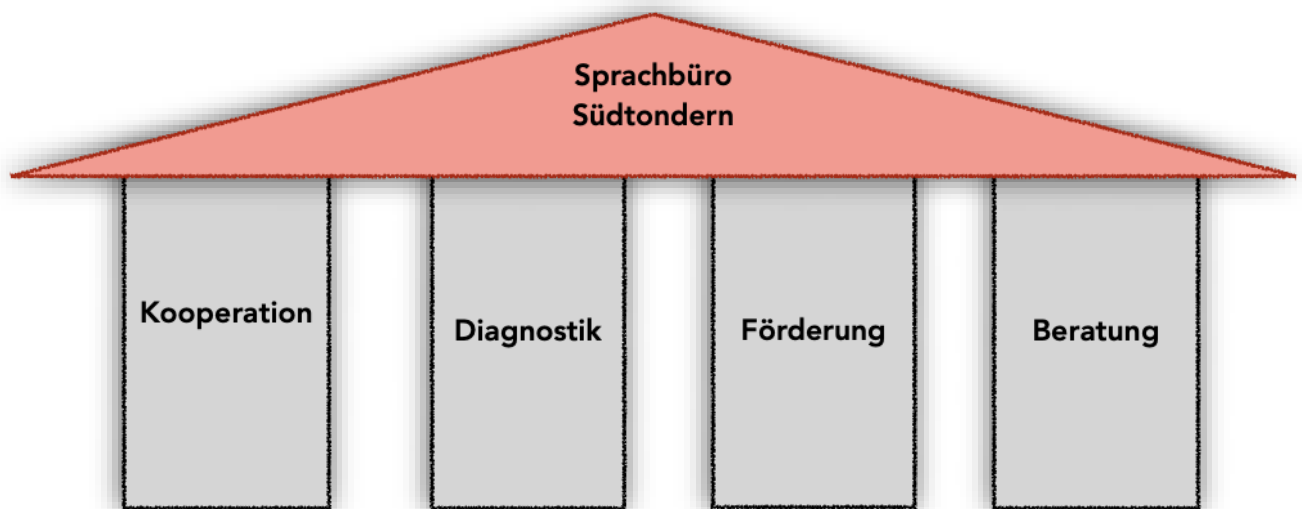 Sprachbüro
Südtondern
Kooperation
Diagnostik
Förderung
Beratung